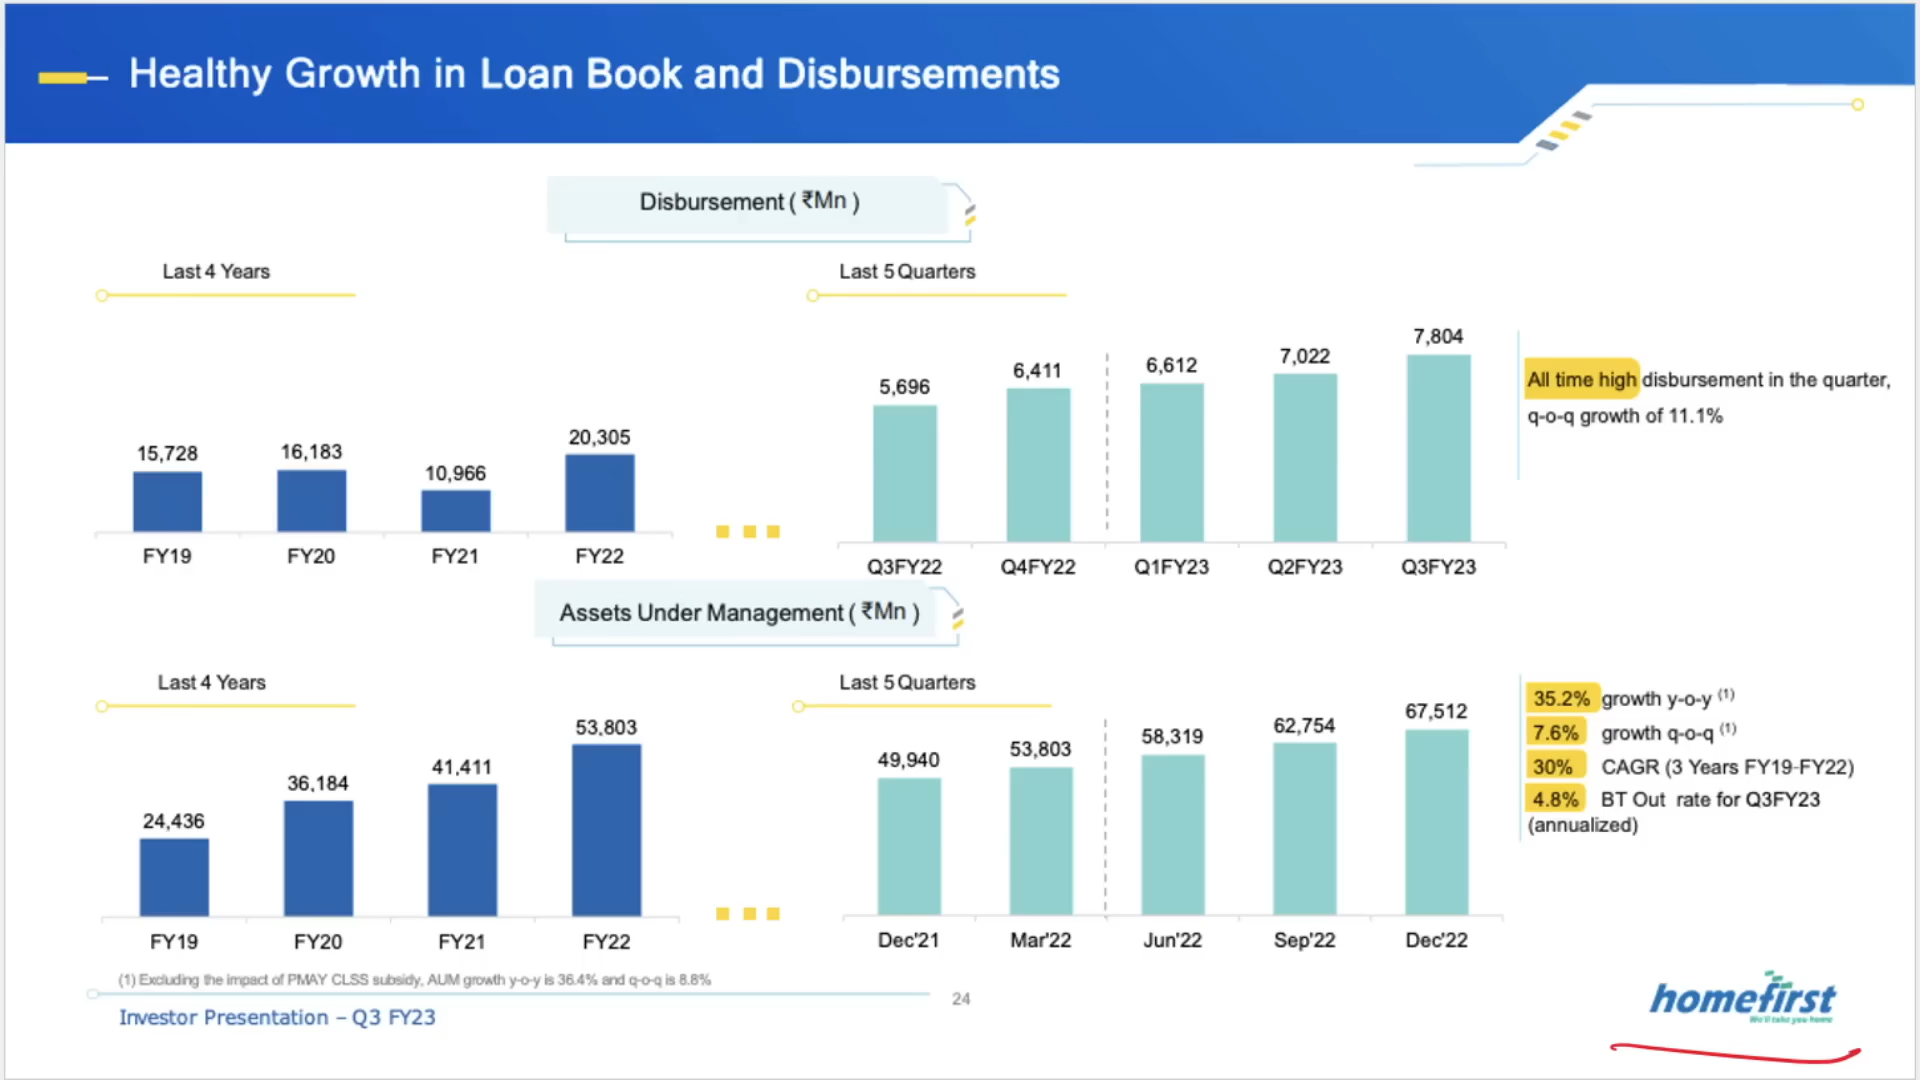 Healthy Growth in Loan Book and Disbursements
Disbursement ( ₹Mn )
Last 4 Years
15,728
16,183
10,966
20,305
FY19
FY20
FY21
FY22
Last 5 Quarters
5,696
6,411
6,612
7,022
7,804
Q3FY22
Q4FY22
Q1FY23
Q2FY23
Q3FY23
All time high disbursement in the quarter,
q-o-q growth of 11.1%
Assets Under Management ( ₹Mn )
Last 4 Years
24,436
36,184
41,411
53,803
FY19
FY20
FY21
FY22
Last 5 Quarters
49,940
53,803
58,319
62,754
67,512
Dec'21
Mar'22
Jun'22
Sep'22
Dec'22
35.2% growth y-o-y (1)
7.6% growth q-o-q (1)
30% CAGR (3 Years FY19-FY22)
4.8% BT Out rate for Q3FY23
(annualized)
(1) Excluding the impact of PMAY CLSS subsidy, AUM growth y-o-y is 36.4% and q-o-q is 8.8%
24
Investor Presentation – Q3 FY23
homefirst
We'll take you home